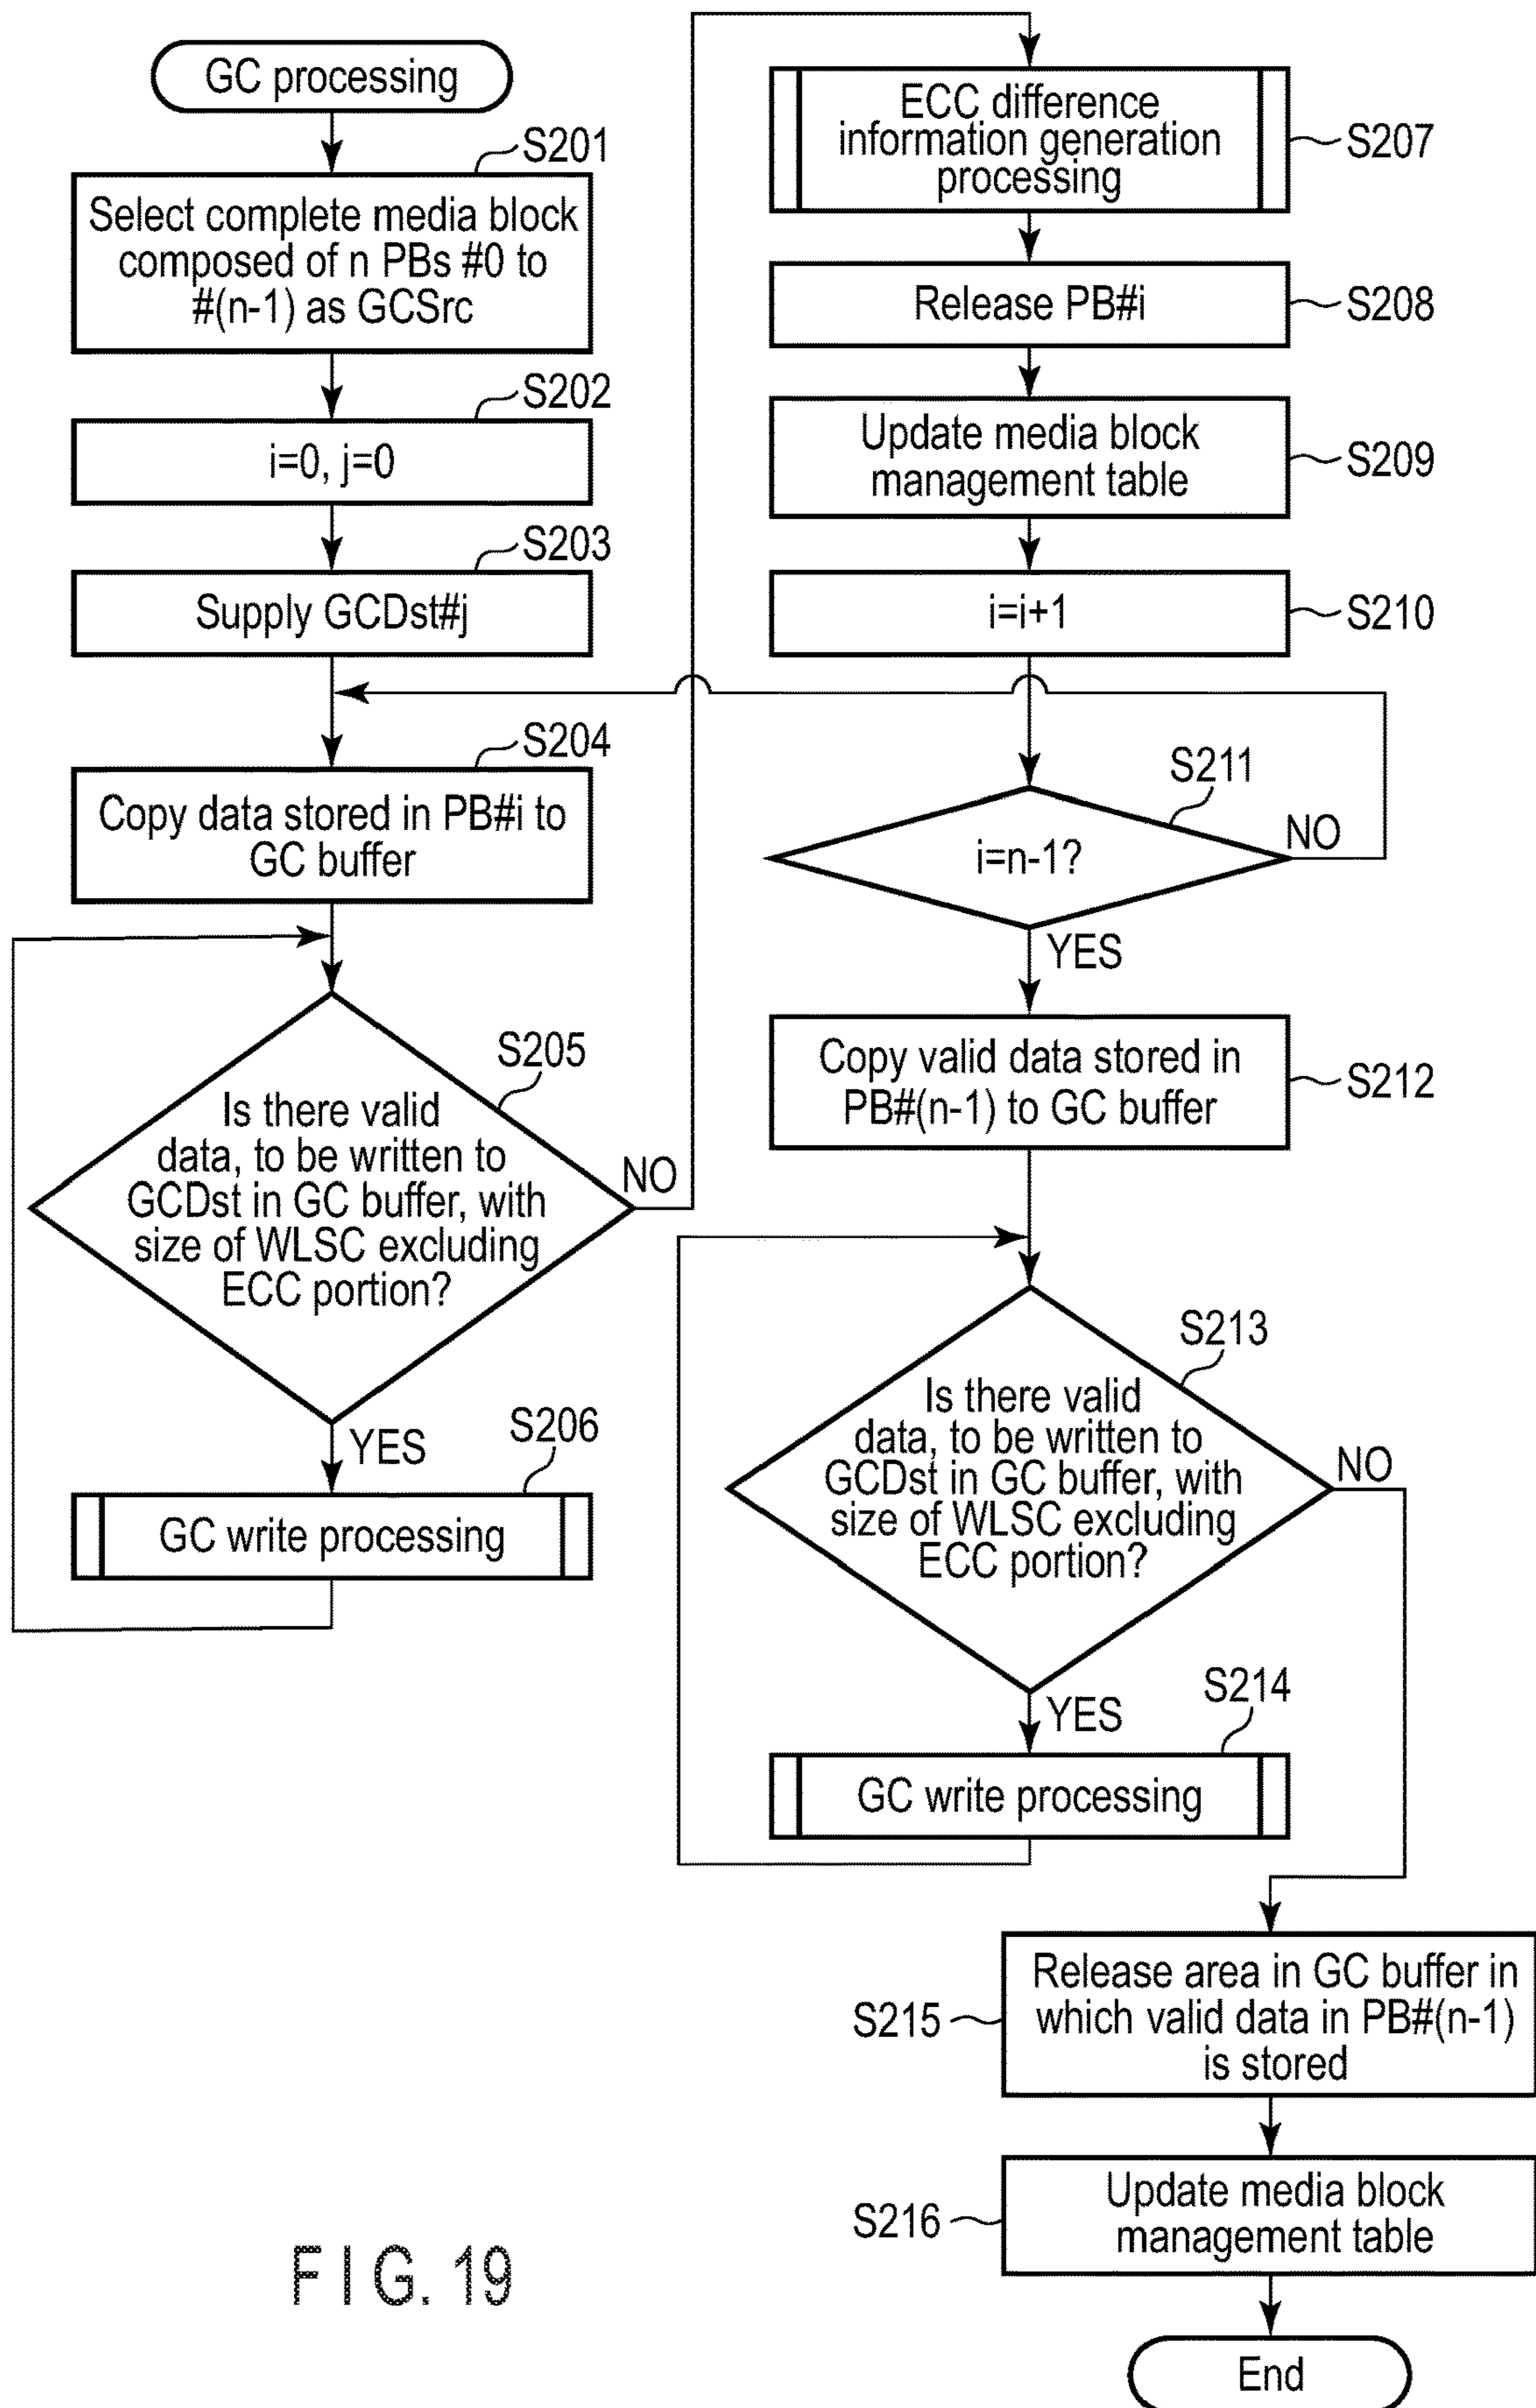 GC processing
S201
Select complete media block
composed of n PBs #0 to
#(n-1) as GCSrc
S202
i=0, j=0
S203
Supply GCDst#j
S204
Copy data stored in PB#i to
GC buffer
S205
Is there valid
data, to be written to
GCDst in GC buffer, with
size of WLSC excluding
ECC portion?
NO
YES
S206
GC write processing
ECC difference
information generation
processing
S207
Release PB#i
S208
Update media block
management table
S209
i=i+1
S210
S211
i=n-1?
NO
YES
Copy valid data stored in
PB#(n-1) to GC buffer
S212
S213
Is there valid
data, to be written to
GCDst in GC buffer, with
size of WLSC excluding
ECC portion?
NO
YES
S214
GC write processing
Release area in GC buffer in
which valid data in PB#(n-1)
is stored
S215
Update media block
management table
S216
End
FIG. 19